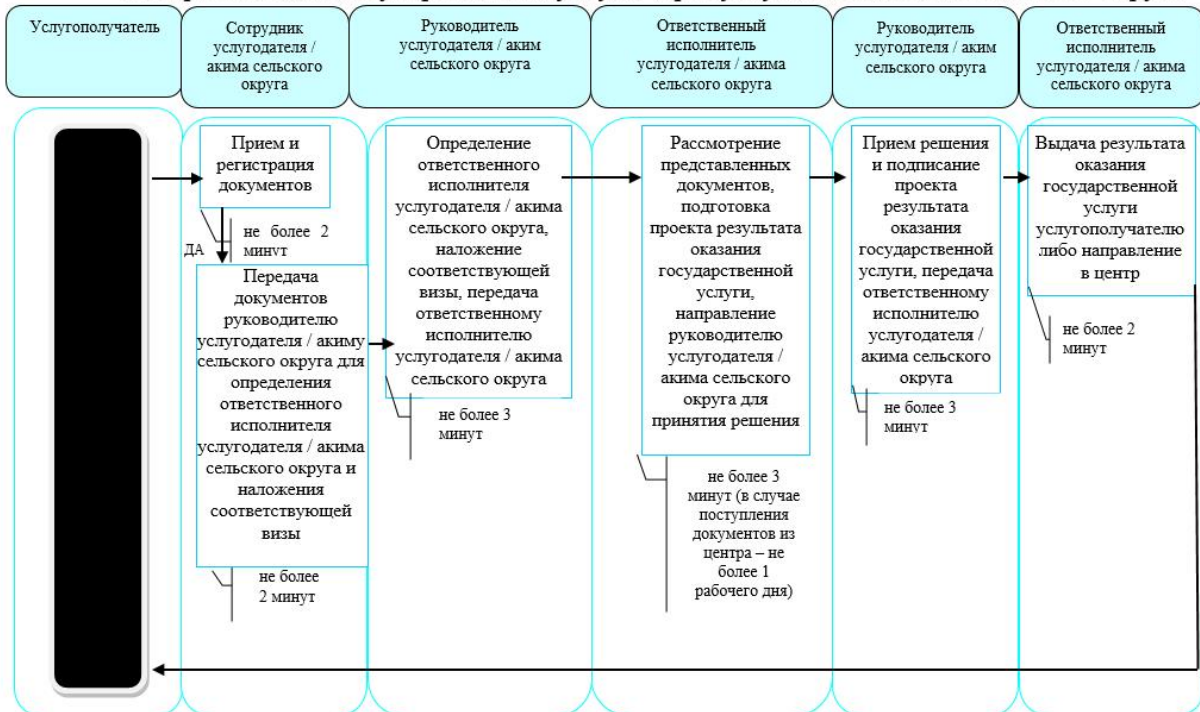 Услугополучатель
Сотрудник
услугодателя /
акима сельского
округа
Руководитель
услугодателя / аким
сельского округа
Ответственный
исполнитель
услугодателя / акима
сельского округа
Руководитель
услугодателя / аким
сельского округа
Ответственный
исполнитель
услугодателя / акима
сельского округа
Прием и
регистрация
документов
не более 2
минут
ДА
Передача
документов
руководителю
услугодателя / акиму
сельского округа для
определения
ответственного
исполнителя
услугодателя / акима
сельского округа и
наложения
соответствующей
визы
не более
2 минут
Определение
ответственного
исполнителя
услугодателя / акима
сельского округа,
наложение
соответствующей
визы, передача
ответственному
исполнителю
услугодателя / акима
сельского округа
не более 3
минут
Рассмотрение
представленных
документов,
подготовка
проекта результата
оказания
государственной
услуги,
направление
руководителю
услугодателя /
акима сельского
округа для
принятия решения
не более 3
минут (в случае
поступления
документов из
центра – не
более 1
рабочего дня)
Прием решения
и подписание
проекта
результата
оказания
государственной
услуги, передача
ответственному
исполнителю
услугодателя /
акима сельского
округа
не более 3
минут
Выдача результата
оказания
государственной
услуги
услугополучателю
либо направление
в центр
не более 2
минут